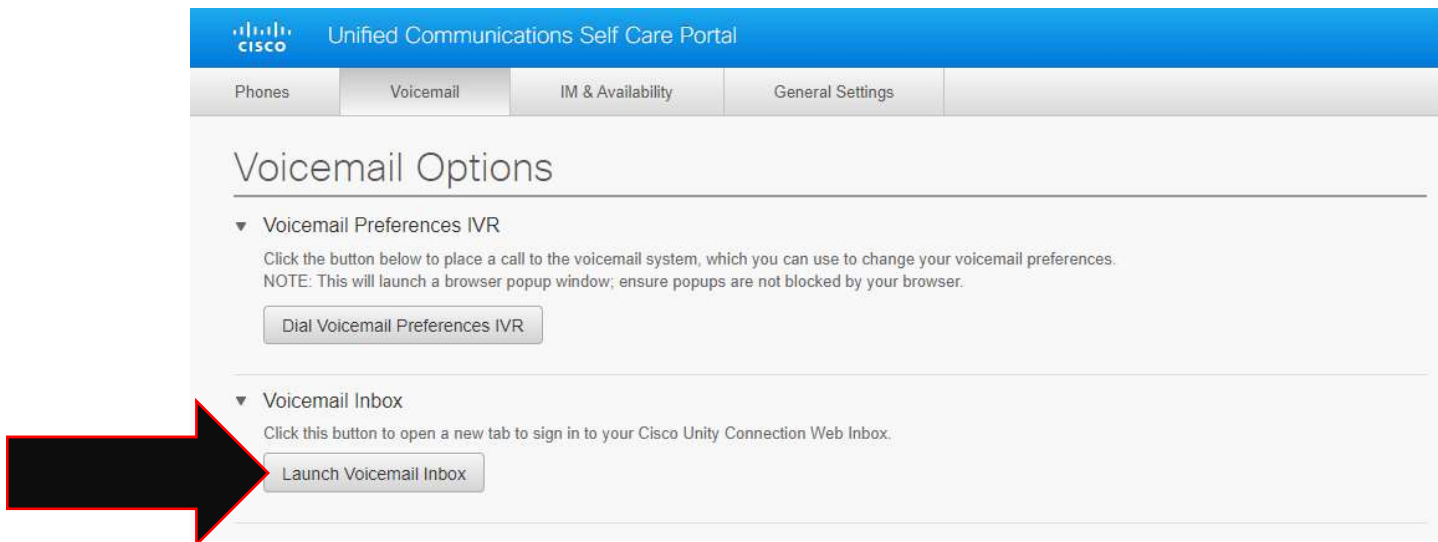 CISCO Unified Communications Self Care Portal
Phones Voicemail IM & Availability General Settings
Voicemail Options
Voicemail Preferences IVR
Click the button below to place a call to the voicemail system, which you can use to change your voicemail preferences.
NOTE: This will launch a browser popup window; ensure popups are not blocked by your browser.
Dial Voicemail Preferences IVR
Voicemail Inbox
Click this button to open a new tab to sign in to your Cisco Unity Connection Web Inbox.
Launch Voicemail Inbox